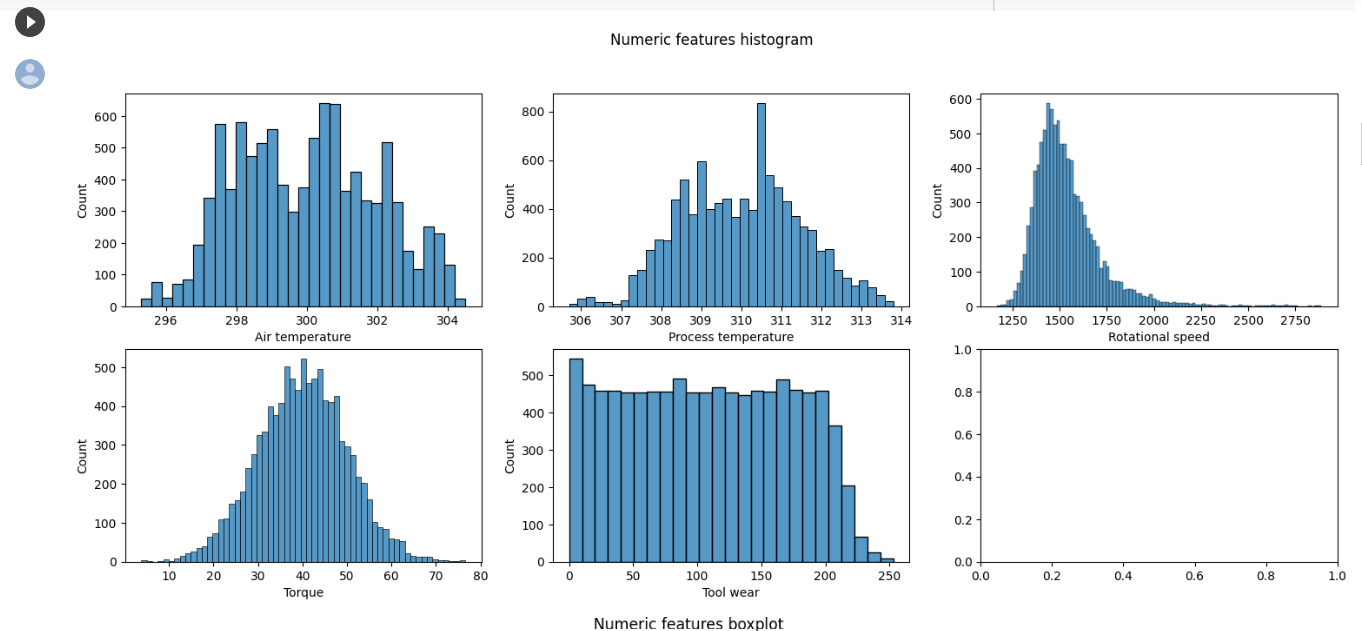 Numeric features histogram
600
500
400
300
200
100
0
Count
296 298 300 302 304
Air temperature
800
600
400
200
0
Count
306 307 308 309 310 311 312 313 314
Process temperature
600
500
400
300
200
100
0
Count
1250 1500 1750 2000 2250 2500 2750
Rotational speed
500
400
300
200
100
0
Count
10 20 30 40 50 60 70 80
Torque
500
400
300
200
100
0
Count
0 50 100 150 200 250
Tool wear
1.0
0.8
0.6
0.4
0.2
0.0
0.0 0.2 0.4 0.6 0.8 1.0
Numeric features boxplot